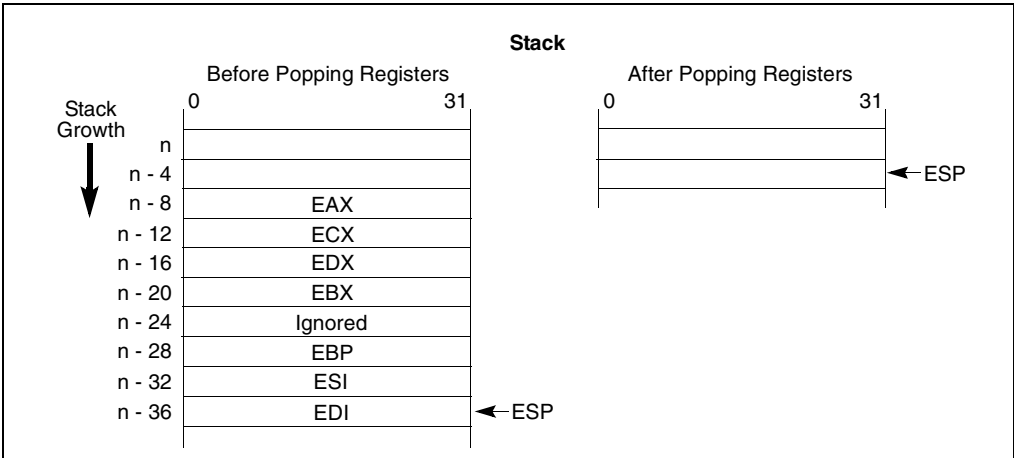 Stack
Before Popping Registers After Popping Registers
0 31 0 31
Stack
Growth
n
n - 4 ESP
n - 8 EAX
n - 12 ECX
n - 16 EDX
n - 20 EBX
n - 24 Ignored
n - 28 EBP
n - 32 ESI
n - 36 EDI ESP